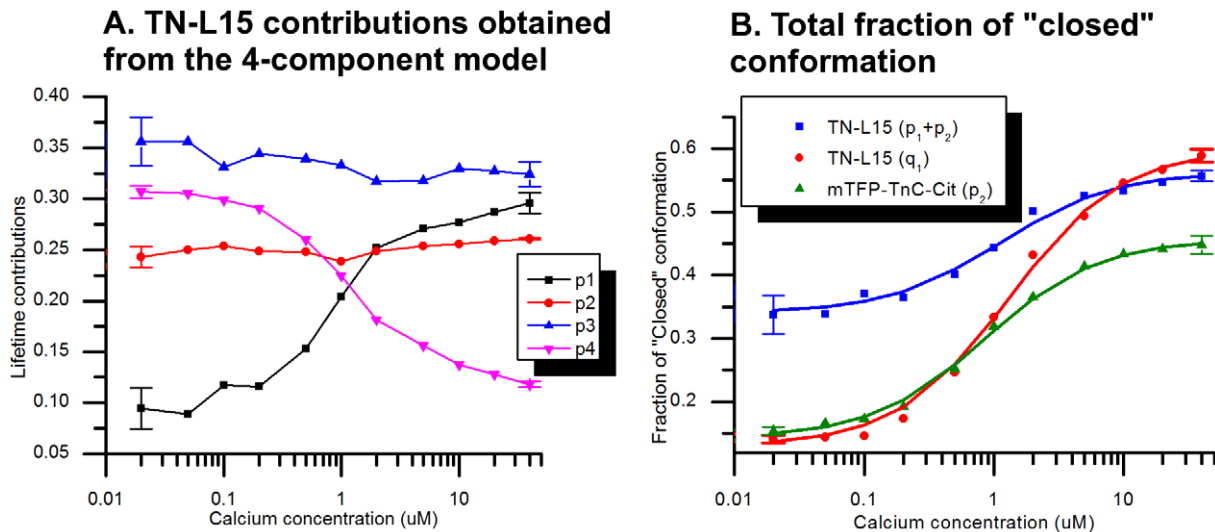 A. TN-L15 contributions obtained
from the 4-component model
B. Total fraction of "closed"
conformation
Lifetime contributions
0.40
0.35
0.30
0.25
0.20
0.15
0.10
0.05
0.01
0.1
1
10
Calcium concentration (uM)
p1
p2
p3
p4
Fraction of "Closed" conformation
0.6
0.5
0.4
0.3
0.2
0.01
0.1
1
10
Calcium concentration (uM)
TN-L15 (p₁+p₂)
TN-L15 (q₁)
mTFP-TnC-Cit (p₂)